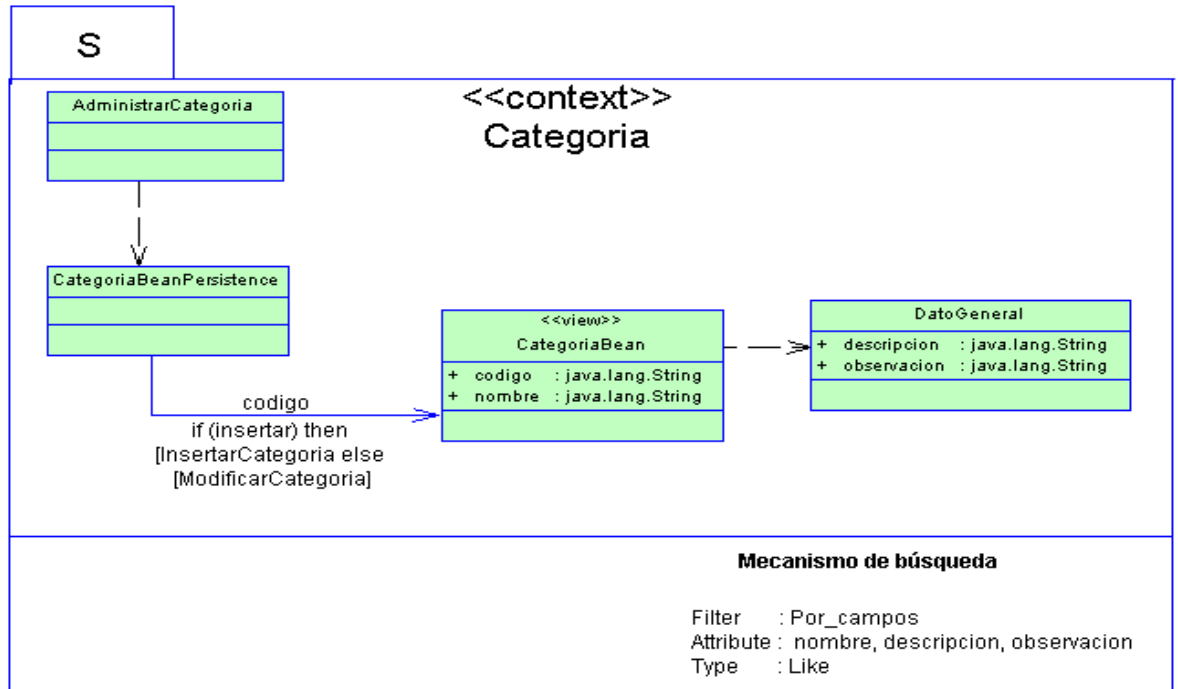 S
<<context>>
Categoria
AdministrarCategoria
CategoriaBeanPersistence
codigo
if (insertar) then
[InsertarCategoria else
[ModificarCategoria]
<<view>>
CategoriaBean
+ codigo : java.lang.String
+ nombre : java.lang.String
DatoGeneral
+ descripcion : java.lang.String
+ observacion : java.lang.String
Mecanismo de búsqueda
Filter : Por_campos
Attribute : nombre, descripcion, observacion
Type : Like